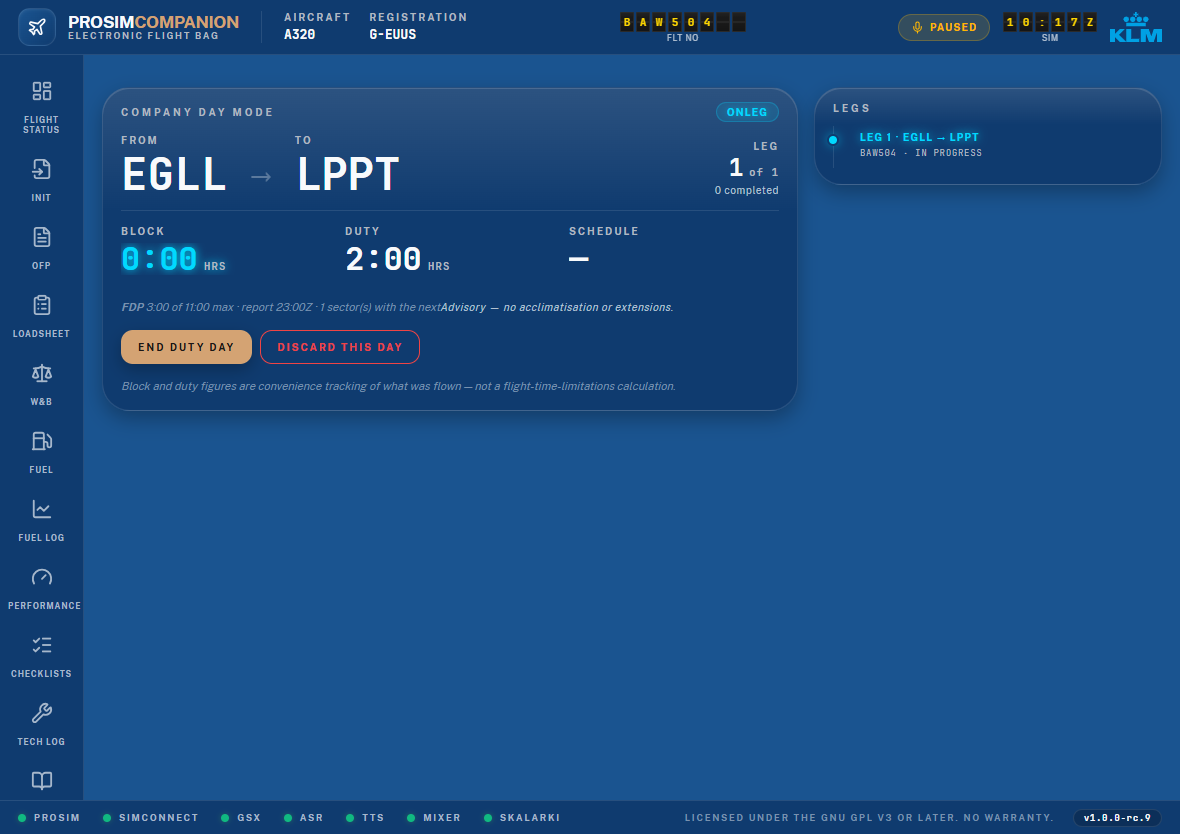 PROSIMCOMPANION
ELECTRONIC FLIGHT BAG
AIRCRAFT
A320
REGISTRATION
G-EUUS
BAW504
FLT NO
PAUSED
10:17Z
SIM
KLM
FLIGHT STATUS
INIT
OFP
LOADSHEET
W&B
FUEL
FUEL LOG
PERFORMANCE
CHECKLISTS
TECH LOG
COMPANY DAY MODE
ONLEG
FROM
EGLL
→
TO
LPPT
LEG
1 of 1
0 completed
BLOCK
0:00 HRS
DUTY
2:00 HRS
SCHEDULE
—
FDP 3:00 of 11:00 max · report 23:00Z · 1 sector(s) with the nextAdvisory — no acclimatisation or extensions.
END DUTY DAY
DISCARD THIS DAY
Block and duty figures are convenience tracking of what was flown — not a flight-time-limitations calculation.
LEGS
LEG 1 · EGLL → LPPT
BAW504 · IN PROGRESS
PROSIM
SIMCONNECT
GSX
ASR
TTS
MIXER
SKALARKI
LICENSED UNDER THE GNU GPL V3 OR LATER. NO WARRANTY.
v1.0.0-rc.9